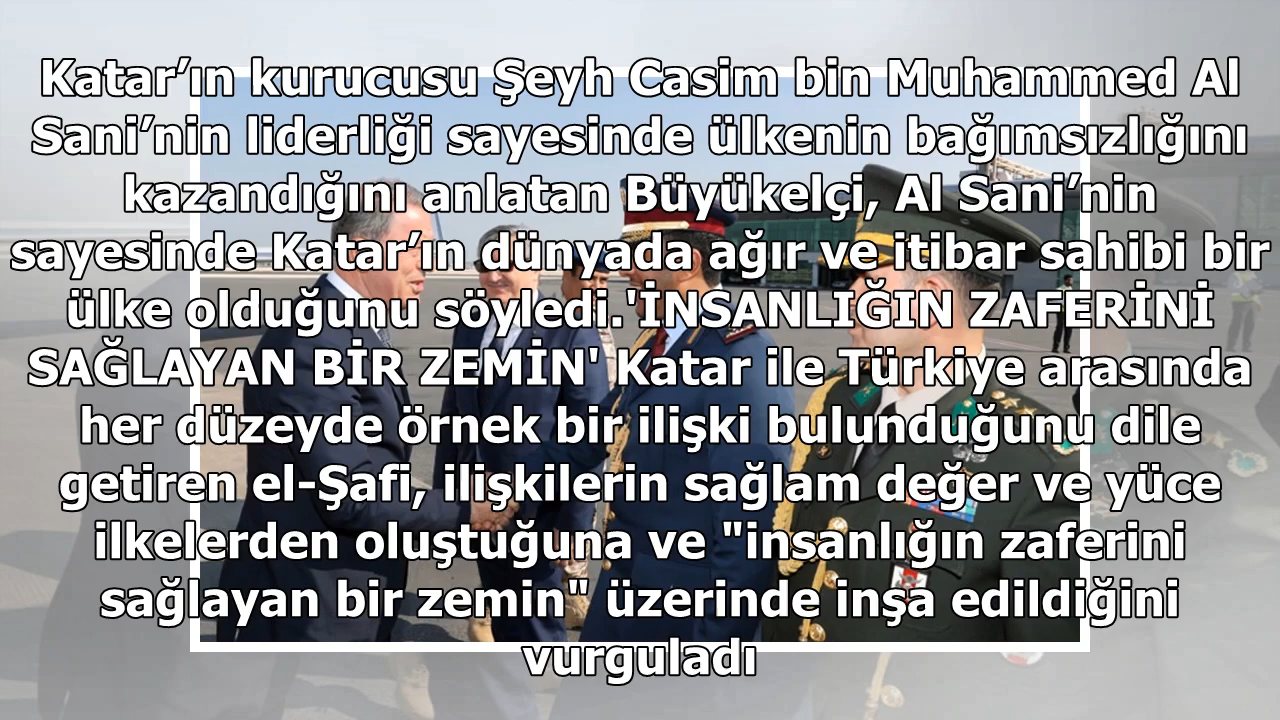 Katar’ın kurucusu Şeyh Casim bin Muhammed Al
Sani’nin liderliği sayesinde ülkenin bağımsızlığını
kazandığını anlatan Büyükelçi, Al Sani’nin
sayesinde Katar’ın dünyada ağır ve itibar sahibi bir
ülke olduğunu söyledi.'İNSANLIĞIN ZAFERİNİ
SAĞLAYAN BİR ZEMİN' Katar ile Türkiye arasında
her düzeyde örnek bir ilişki bulunduğunu dile
getiren el-Şafi, ilişkilerin sağlam değer ve yüce
ilkelerden oluştuğuna ve "insanlığın zaferini
sağlayan bir zemin" üzerinde inşa edildiğini
vurguladı